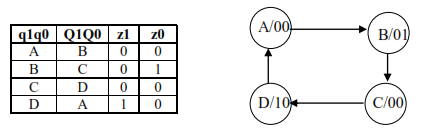 q1q0 Q1Q0 z1 z0
A B 0 0
B C 0 1
C D 0 0
D A 1 0
A/00
B/01
D/10
C/00